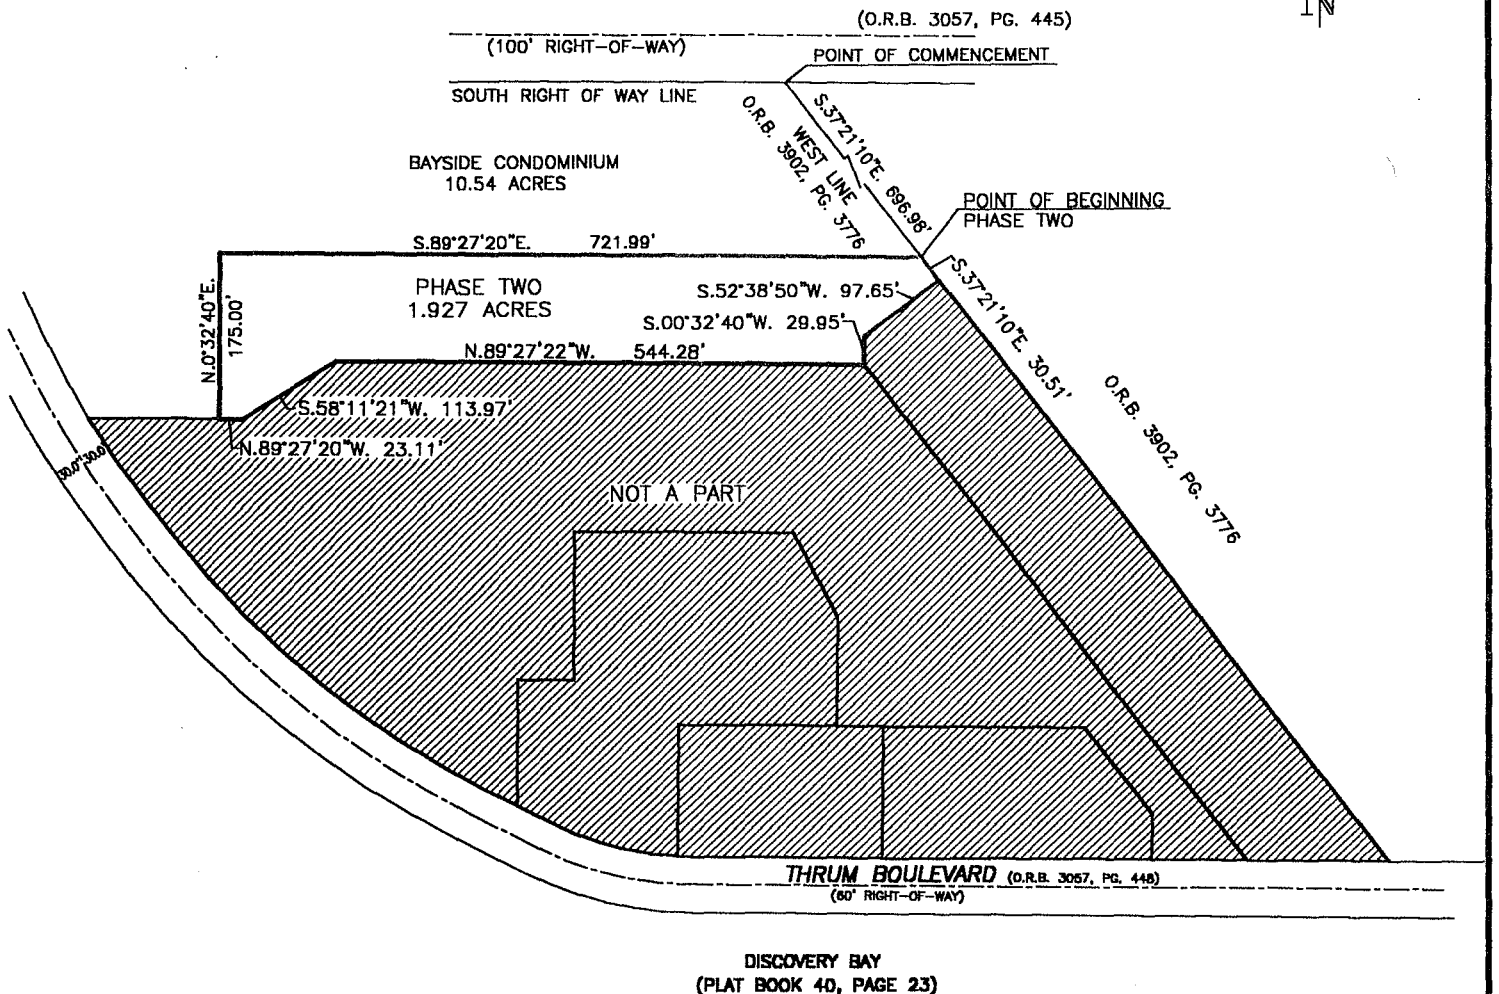 N
(O.R.B. 3057, PG. 445)
(100' RIGHT-OF-WAY)
POINT OF COMMENCEMENT
SOUTH RIGHT OF WAY LINE
S.37°21'10"E. 696.98'
WEST LINE
O.R.B. 3902, PG. 3776
BAYSIDE CONDOMINIUM
10.54 ACRES
POINT OF BEGINNING
PHASE TWO
S.89°27'20"E. 721.99'
N.0°32'40"E.
175.00'
PHASE TWO
1.927 ACRES
S.52°38'50"W. 97.65'
S.00°32'40"W. 29.95'
S.37°21'10"E. 30.51'
N.89°27'22"W. 544.28'
O.R.B. 3902, PG. 3776
S.58°11'21"W. 113.97'
N.89°27'20"W. 23.11'
30.0' 30.0'
NOT A PART
THRUM BOULEVARD (O.R.B. 3057, PG. 448)
(60' RIGHT-OF-WAY)
DISCOVERY BAY
(PLAT BOOK 40, PAGE 23)